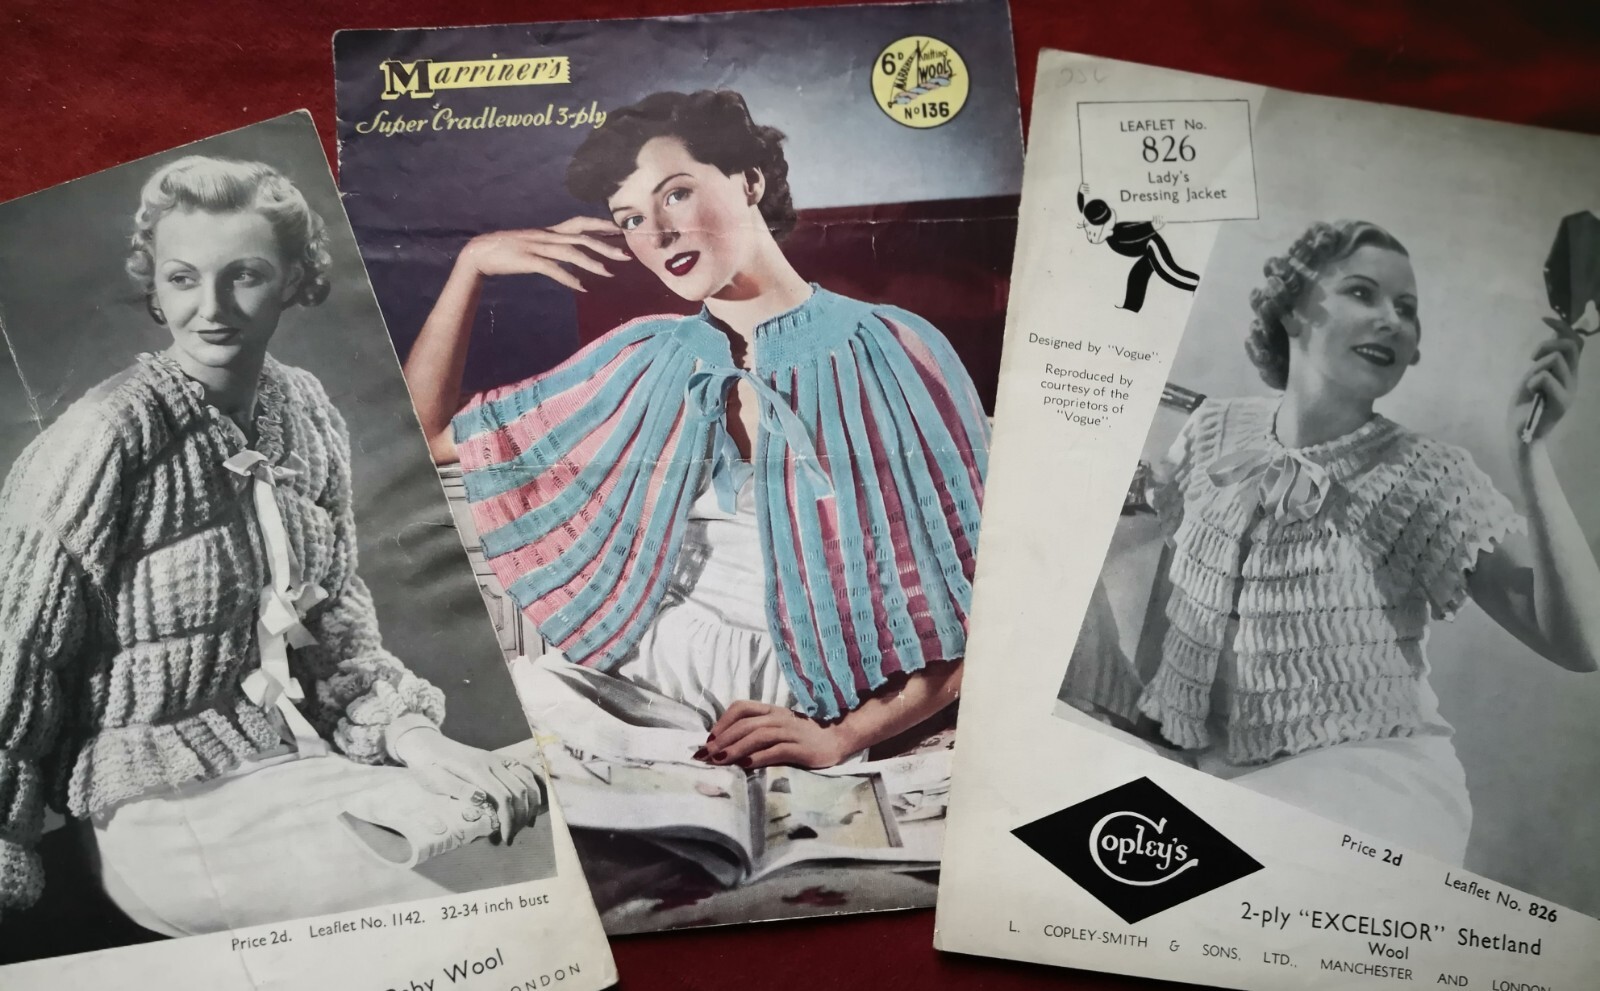 Price 2d. Leaflet No. 1142. 32-34 inch bust
Wool
Marriner's
Super Cradlewool 3-ply
6D
MARRINER'S Knitting Wools
No 136
LEAFLET No.
826
Lady's
Dressing Jacket
Designed by "Vogue".
Reproduced by
courtesy of the
proprietors of
"Vogue".
Copley's
Price 2d
Leaflet No. 826
2-ply "EXCELSIOR" Shetland
Wool
L. COPLEY-SMITH & SONS, LTD., MANCHESTER AND LONDON